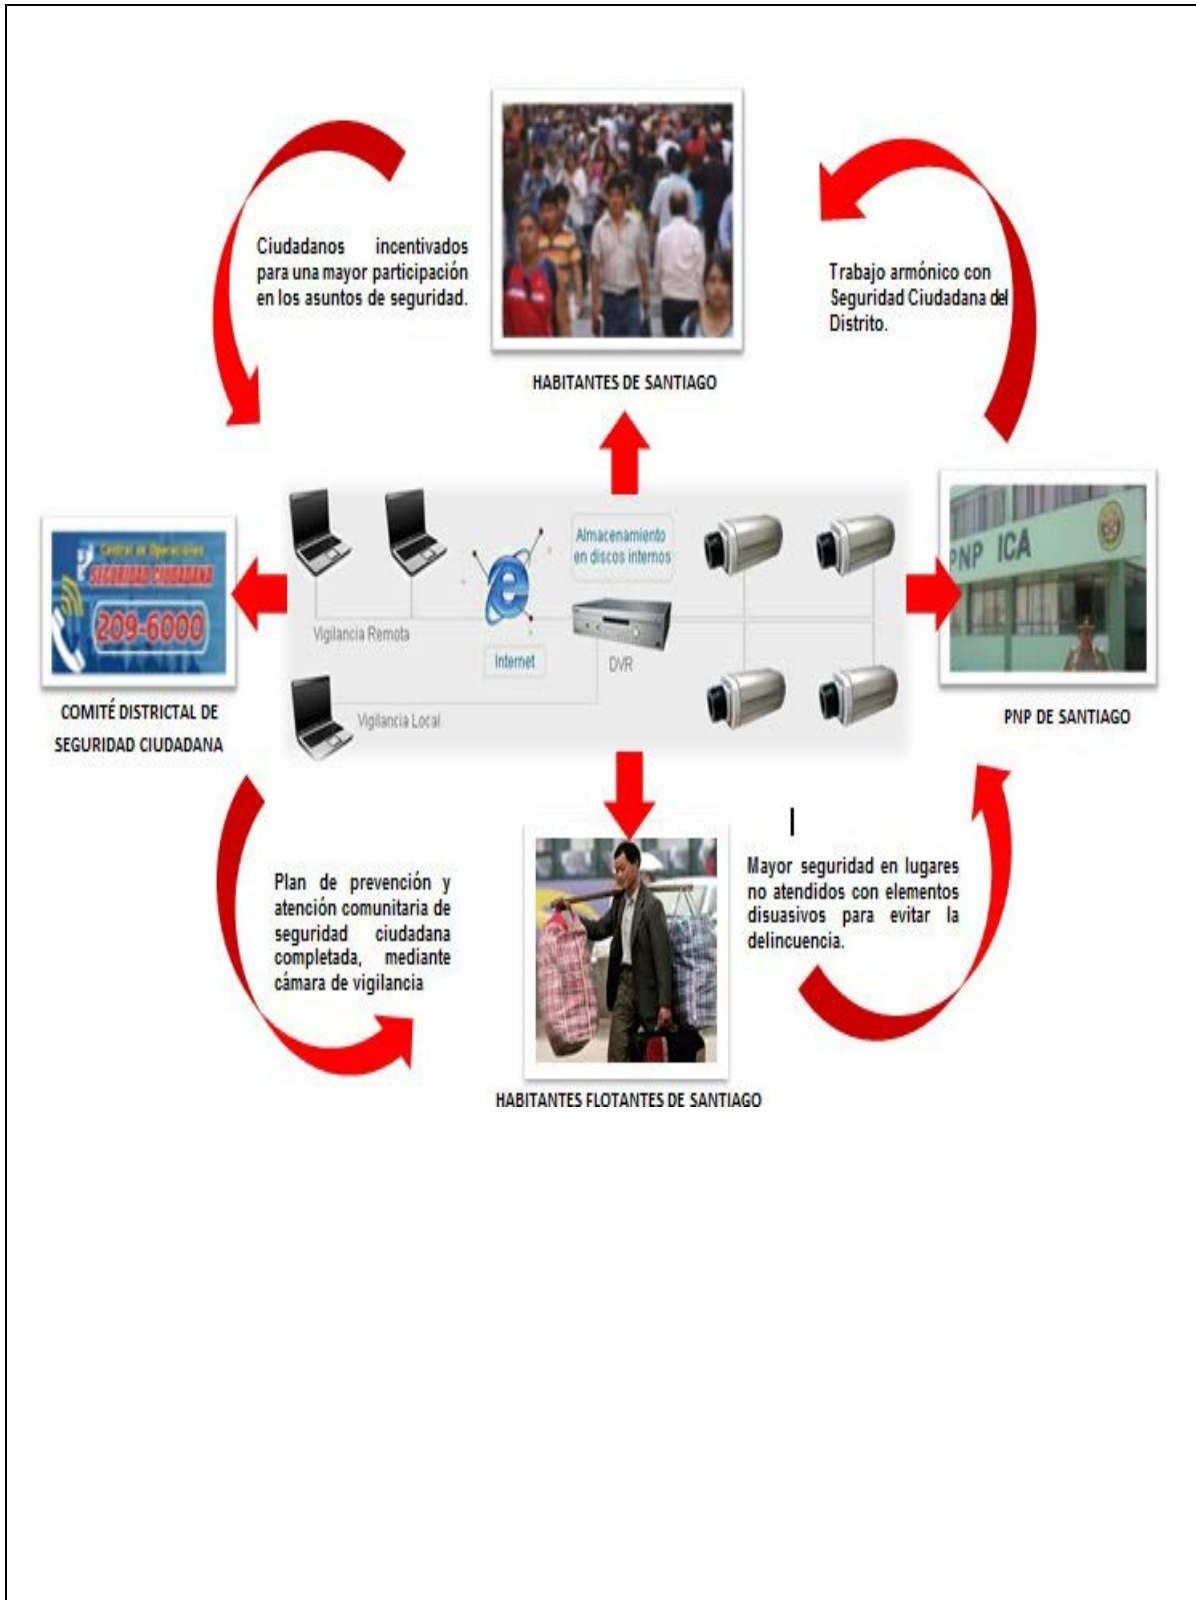 Ciudadanos incentivados
para una mayor participación
en los asuntos de seguridad.
Trabajo armónico con
Seguridad Ciudadana del
Distrito.
HABITANTES DE SANTIAGO
Almacenamiento
en discos internos
Vigilancia Remota
Internet
DVR
Vigilancia Local
Central de Operaciones
SEGURIDAD CIUDADANA
209-6000
COMITÉ DISTRICTAL DE
SEGURIDAD CIUDADANA
PNP ICA
PNP DE SANTIAGO
Plan de prevención y
atención comunitaria de
seguridad ciudadana
completada, mediante
cámara de vigilancia
Mayor seguridad en lugares
no atendidos con elementos
disuasivos para evitar la
delincuencia.
HABITANTES FLOTANTES DE SANTIAGO